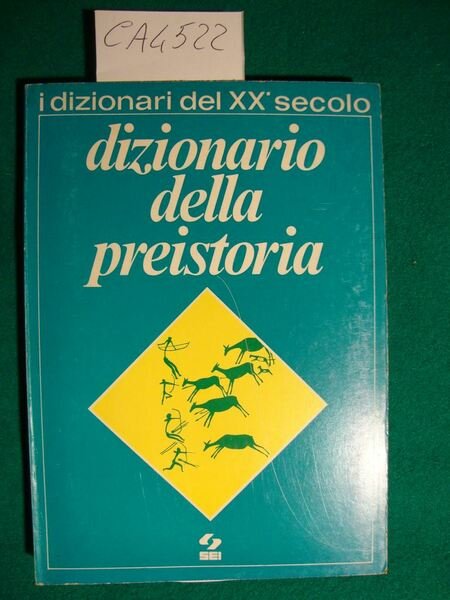 CA4522
i dizionari del XX° secolo
dizionario
della
preistoria
SEI